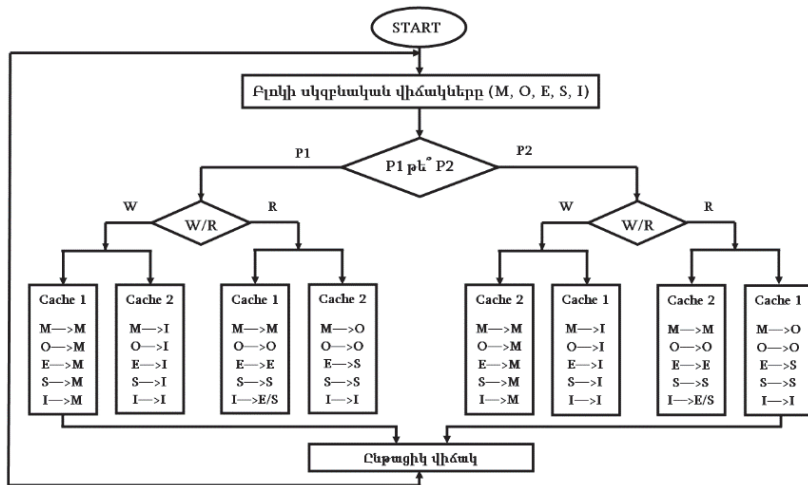 START
Բլոկի սկզբնական վիճակները (M, O, E, S, I)
P1 թե՞ P2
P1
P2
W/R
W
R
W/R
W
R
Cache 1
M—>M
O—>M
E—>M
S—>M
I—>M
Cache 2
M—>I
O—>I
E—>I
S—>I
I—>I
Cache 1
M—>M
O—>O
E—>E
S—>S
I—>E/S
Cache 2
M—>O
O—>O
E—>S
S—>S
I—>I
Cache 2
M—>M
O—>M
E—>M
S—>M
I—>M
Cache 1
M—>I
O—>I
E—>I
S—>I
I—>I
Cache 2
M—>M
O—>O
E—>E
S—>S
I—>E/S
Cache 1
M—>O
O—>O
E—>S
S—>S
I—>I
Ընթացիկ վիճակ